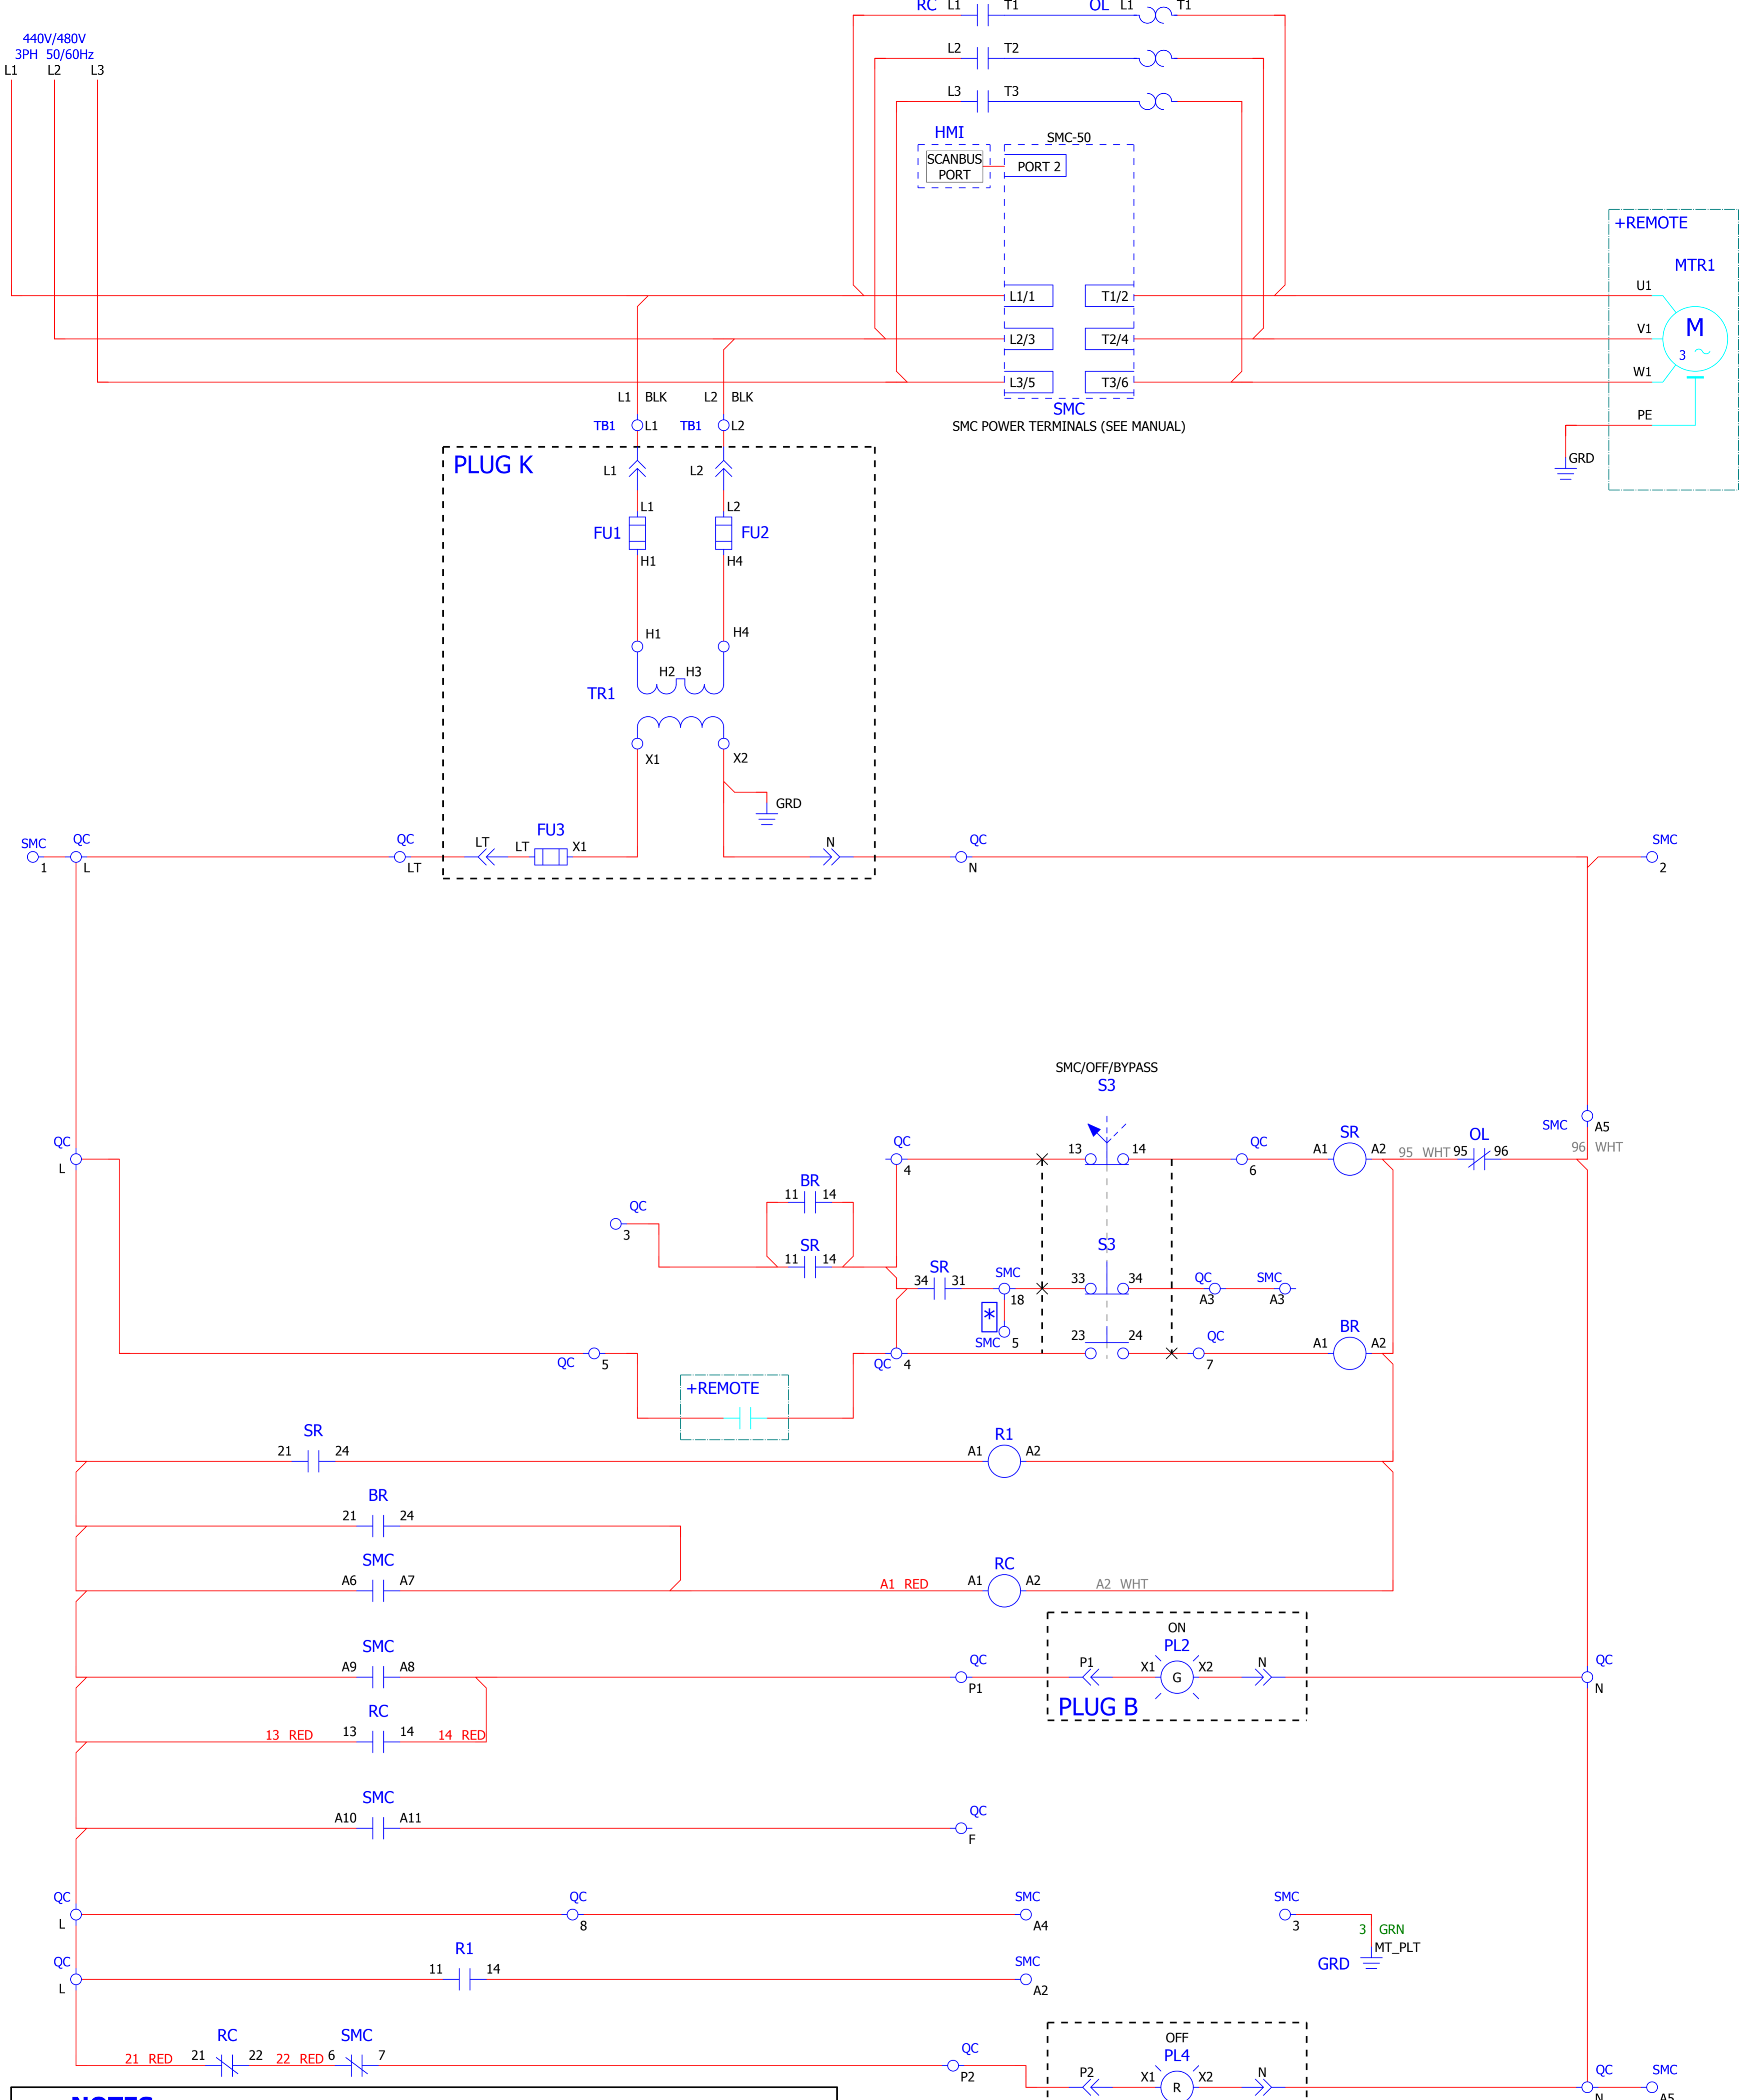 RC L1 T1 OL L1 T1
440V/480V
3PH 50/60Hz
L1 L2 L3
L2 T2
L3 T3
HMI
SMC-50
SCANBUS
PORT
PORT 2
+REMOTE
MTR1
L1/1 T1/2
U1
L2/3 T2/4
V1
M
3
L3/5 T3/6
W1
L1 BLK L2 BLK
SMC
PE
TB1 L1 TB1 L2
SMC POWER TERMINALS (SEE MANUAL)
GRD
PLUG K
L1 L2
L1 L2
FU1 FU2
H1 H4
H1 H4
H2 H3
TR1
X1 X2
GRD
SMC QC QC LT FU3 LT X1 N QC SMC
1 L LT N 2
SMC/OFF/BYPASS
S3
SMC A5
QC QC 13 14 QC SR OL 96 WHT
L 4 6 A1 A2 95 WHT 95 96
BR
11 14
QC
3
SR S3
11 14
SR SMC QC SMC
34 31 18 33 34 A3 A3
*
SMC 5 23 24 QC BR
QC 5 QC 4 7 A1 A2
+REMOTE
SR R1
21 24 A1 A2
BR
21 24
SMC RC
A6 A7 A1 RED A1 A2 A2 WHT
ON
SMC QC PL2 QC
A9 A8 P1 P1 X1 G X2 N N
RC PLUG B
13 RED 13 14 14 RED
SMC
A10 A11 QC
F
QC QC SMC SMC
L 8 A4 3
3 GRN
MT_PLT
GRD
QC R1 SMC
L 11 14 A2
RC SMC OFF
21 RED 21 22 22 RED 6 7 QC PL4 QC SMC
P2 P2 X1 R X2 N N A5
NOTES